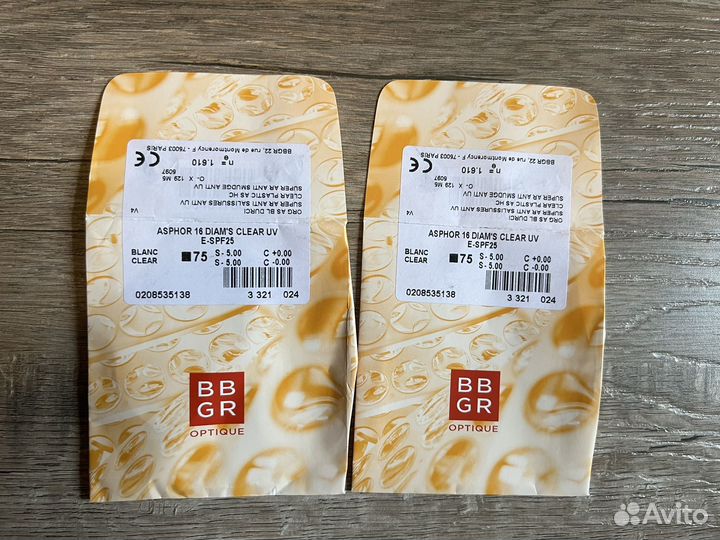 BBGR 22, rue de Montmorency F - 75003 PARIS
CE
n e = 1.610
6097
O- X 129 M5
SUPER AR ANTI SMUDGE ANTI UV
CLEAR PLASTIC AS HC
SUPER AR ANTI SALISSURES ANTI UV
ORG AS BL DURCI
V4
ASPHOR 16 DIAM'S CLEAR UV
E-SPF25
BLANC
CLEAR
75
S - 5.00 C +0.00
S - 5.00 C -0.00
0208535138 3 321 024
BB
GR
OPTIQUE
BBGR 22, rue de Montmorency F - 75003 PARIS
CE
n e = 1.610
6097
O- X 129 M5
SUPER AR ANTI SMUDGE ANTI UV
CLEAR PLASTIC AS HC
SUPER AR ANTI SALISSURES ANTI UV
ORG AS BL DURCI
V4
ASPHOR 16 DIAM'S CLEAR UV
E-SPF25
BLANC
CLEAR
75
S - 5.00 C +0.00
S - 5.00 C -0.00
0208535138 3 321 024
BB
GR
OPTIQUE
Avito